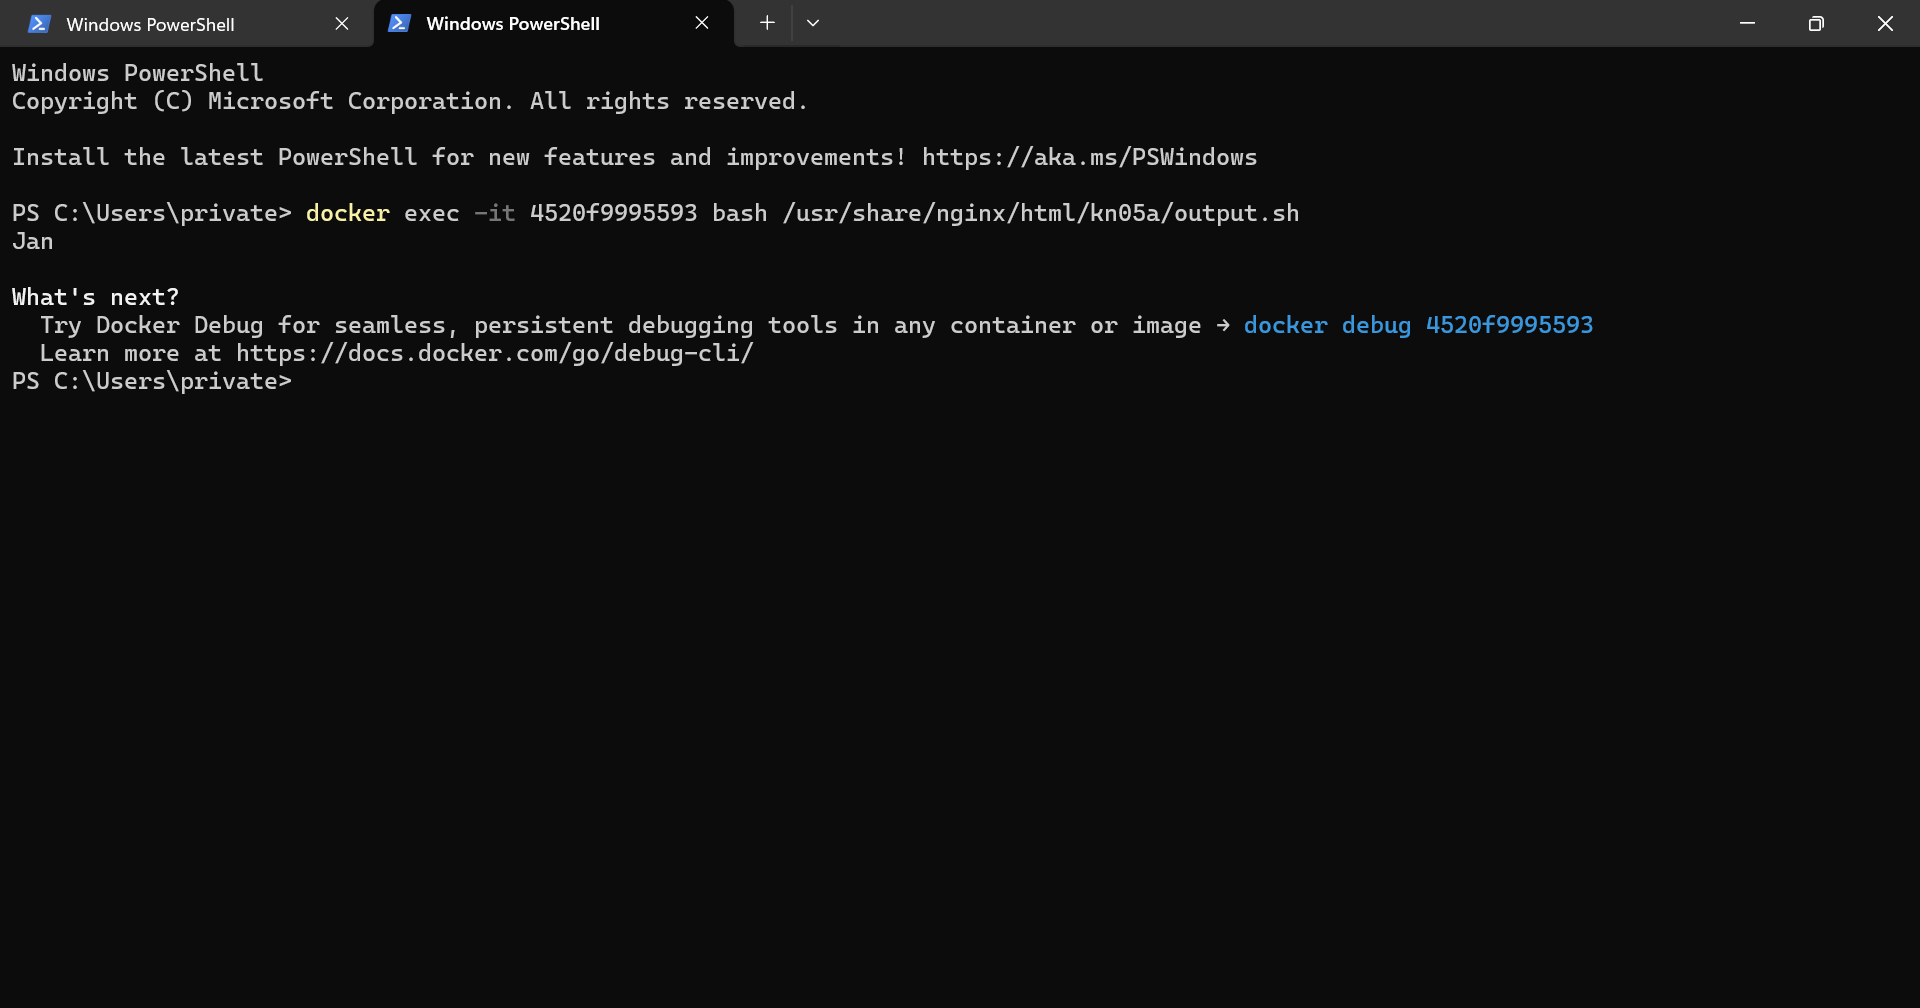 Windows PowerShell
Windows PowerShell
Windows PowerShell
Copyright (C) Microsoft Corporation. All rights reserved.
Install the latest PowerShell for new features and improvements! https://aka.ms/PSWindows
PS C:\Users\private> docker exec -it 4520f9995593 bash /usr/share/nginx/html/kn05a/output.sh
Jan
What's next?
Try Docker Debug for seamless, persistent debugging tools in any container or image → docker debug 4520f9995593
Learn more at https://docs.docker.com/go/debug-cli/
PS C:\Users\private>